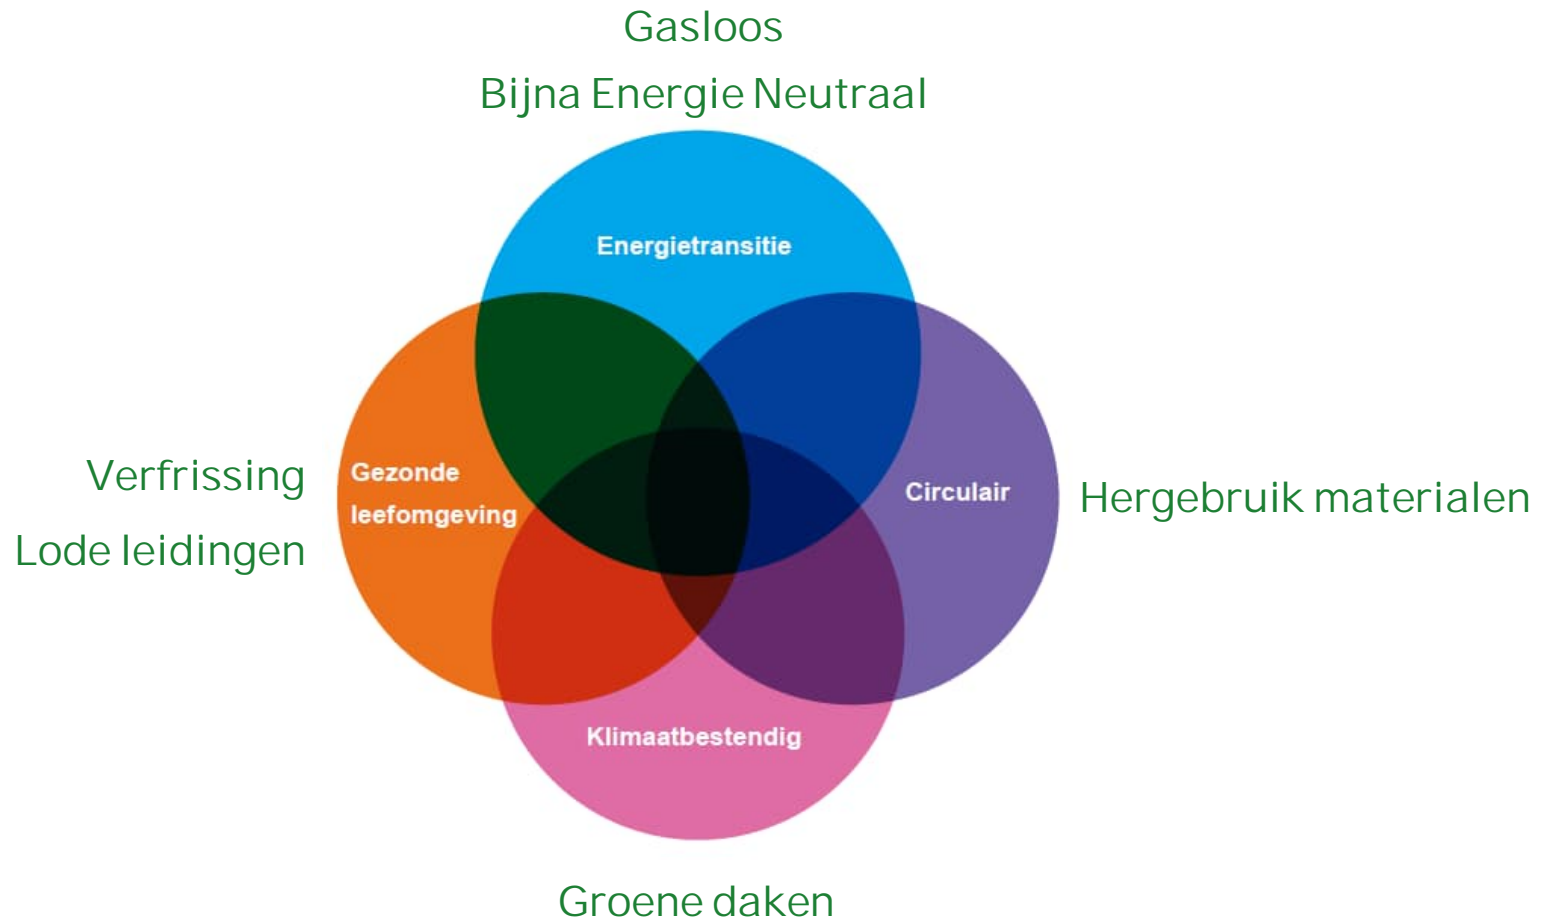 Gasloos
Bijna Energie Neutraal
Energietransitie
Verfrissing
Lode leidingen
Gezonde
leefomgeving
Circulair
Hergebruik materialen
Klimaatbestendig
Groene daken